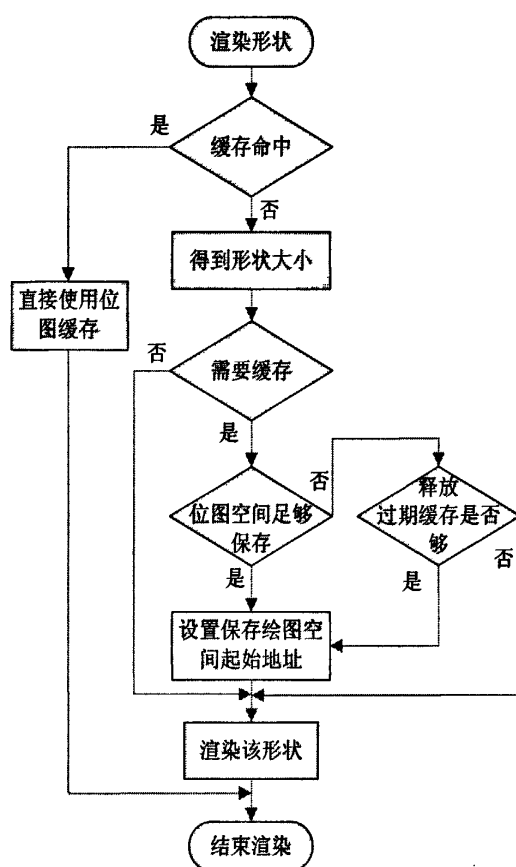 渲染形状
是
缓存命中
否
得到形状大小
直接使用位
图缓存
否
需要缓存
是
否
位图空间足够
保存
释放
过期缓存是否
够
否
是
是
设置保存绘图空
间起始地址
渲染该形状
结束渲染